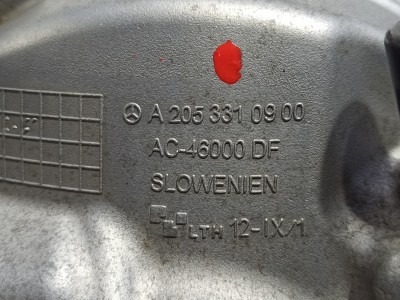 A 205 331 09 00
AC-46000 DF
SLOWENIEN
LTH 12-IX/1